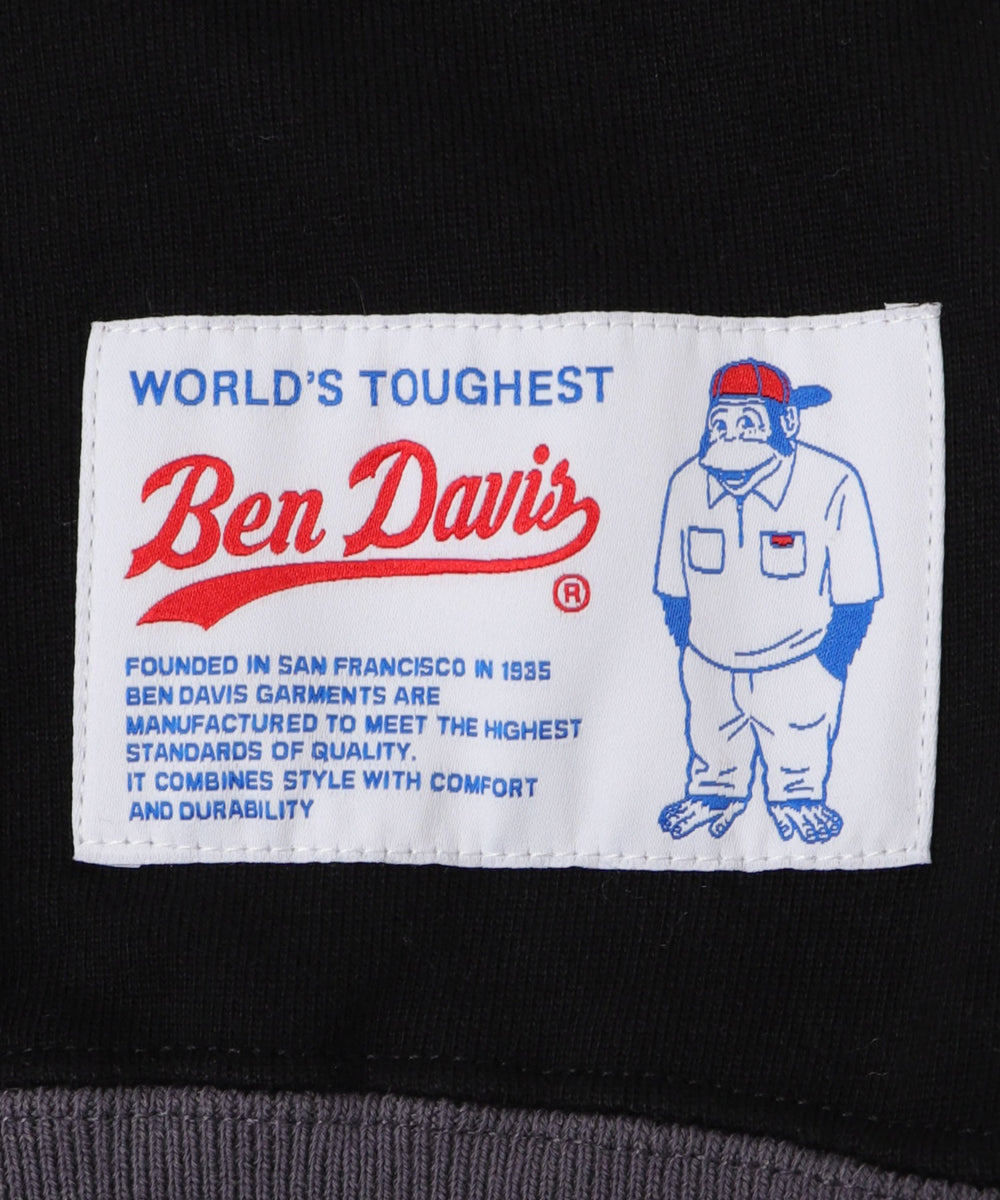 WORLD'S TOUGHEST
Ben Davis
®
FOUNDED IN SAN FRANCISCO IN 1935
BEN DAVIS GARMENTS ARE
MANUFACTURED TO MEET THE HIGHEST
STANDARDS OF QUALITY.
IT COMBINES STYLE WITH COMFORT
AND DURABILITY